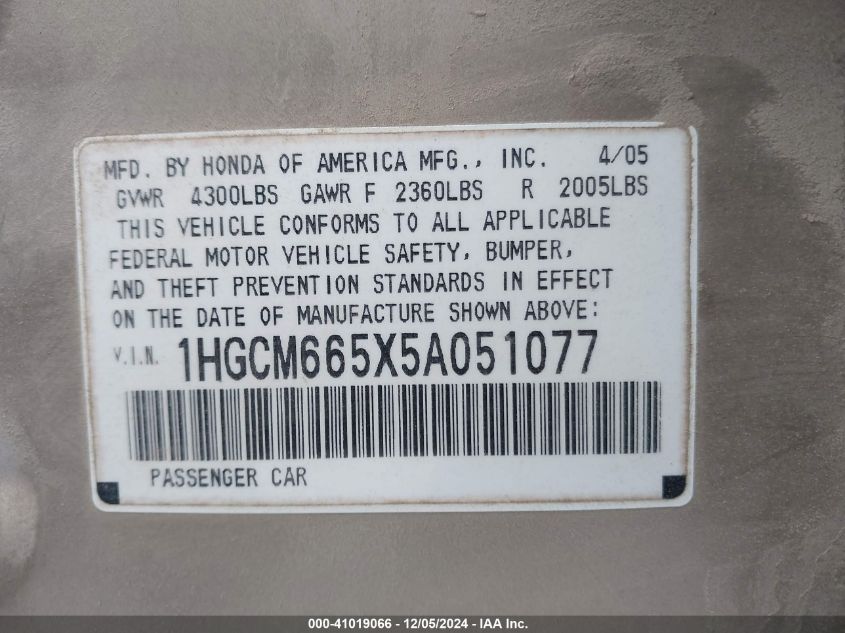 MFD. BY HONDA OF AMERICA MFG., INC. 4/05
GVWR 4300LBS GAWR F 2360LBS R 2005LBS
THIS VEHICLE CONFORMS TO ALL APPLICABLE
FEDERAL MOTOR VEHICLE SAFETY, BUMPER,
AND THEFT PREVENTION STANDARDS IN EFFECT
ON THE DATE OF MANUFACTURE SHOWN ABOVE:
V.I.N. 1HGCM665X5A051077
PASSENGER CAR
000-41019066 - 12/05/2024 - IAA Inc.